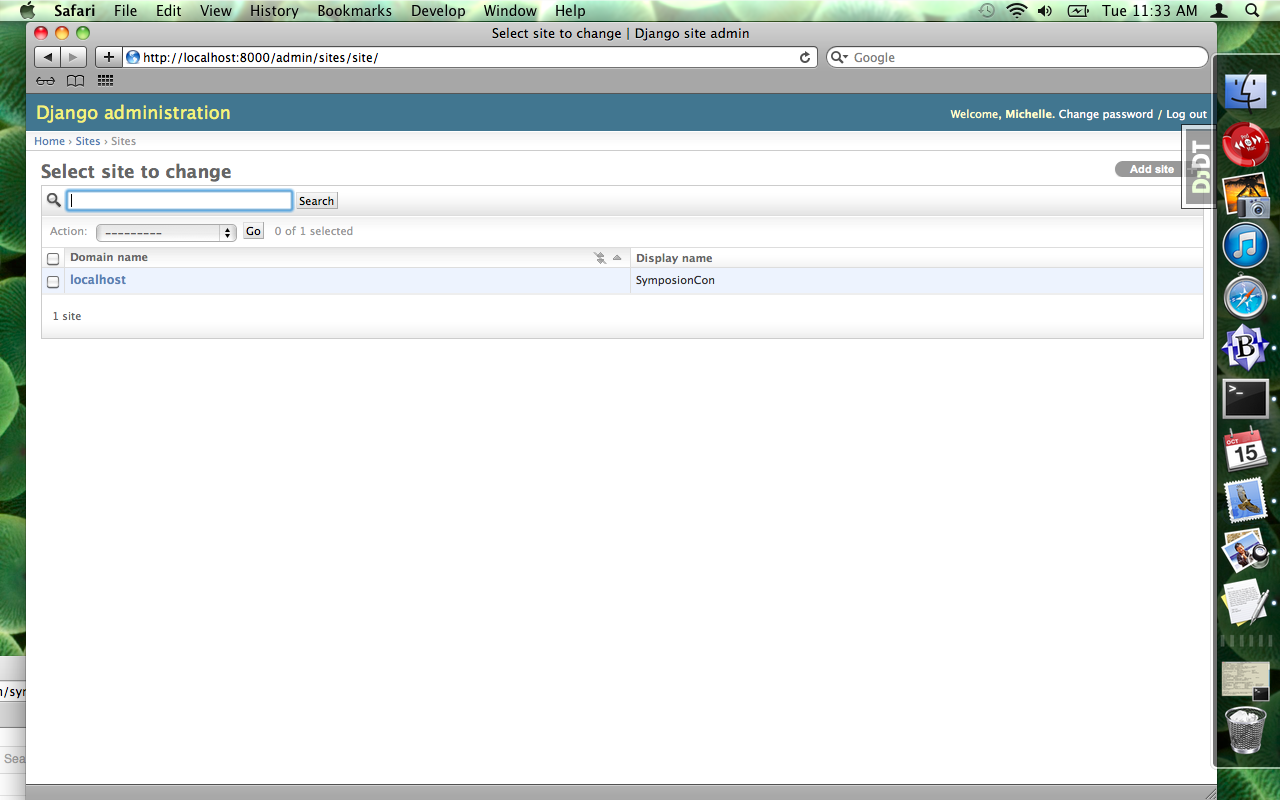 Safari File Edit View History Bookmarks Develop Window Help Tue 11:33 AM
Select site to change | Django site admin
http://localhost:8000/admin/sites/site/ Google
Django administration
Welcome, Michelle. Change password / Log out
Home › Sites › Sites
Select site to change
Add site
DjDT
Search
Action: --------- Go 0 of 1 selected
Domain name Display name
localhost SymposionCon
1 site
OCT
15
B
>_
n/syn
Sea